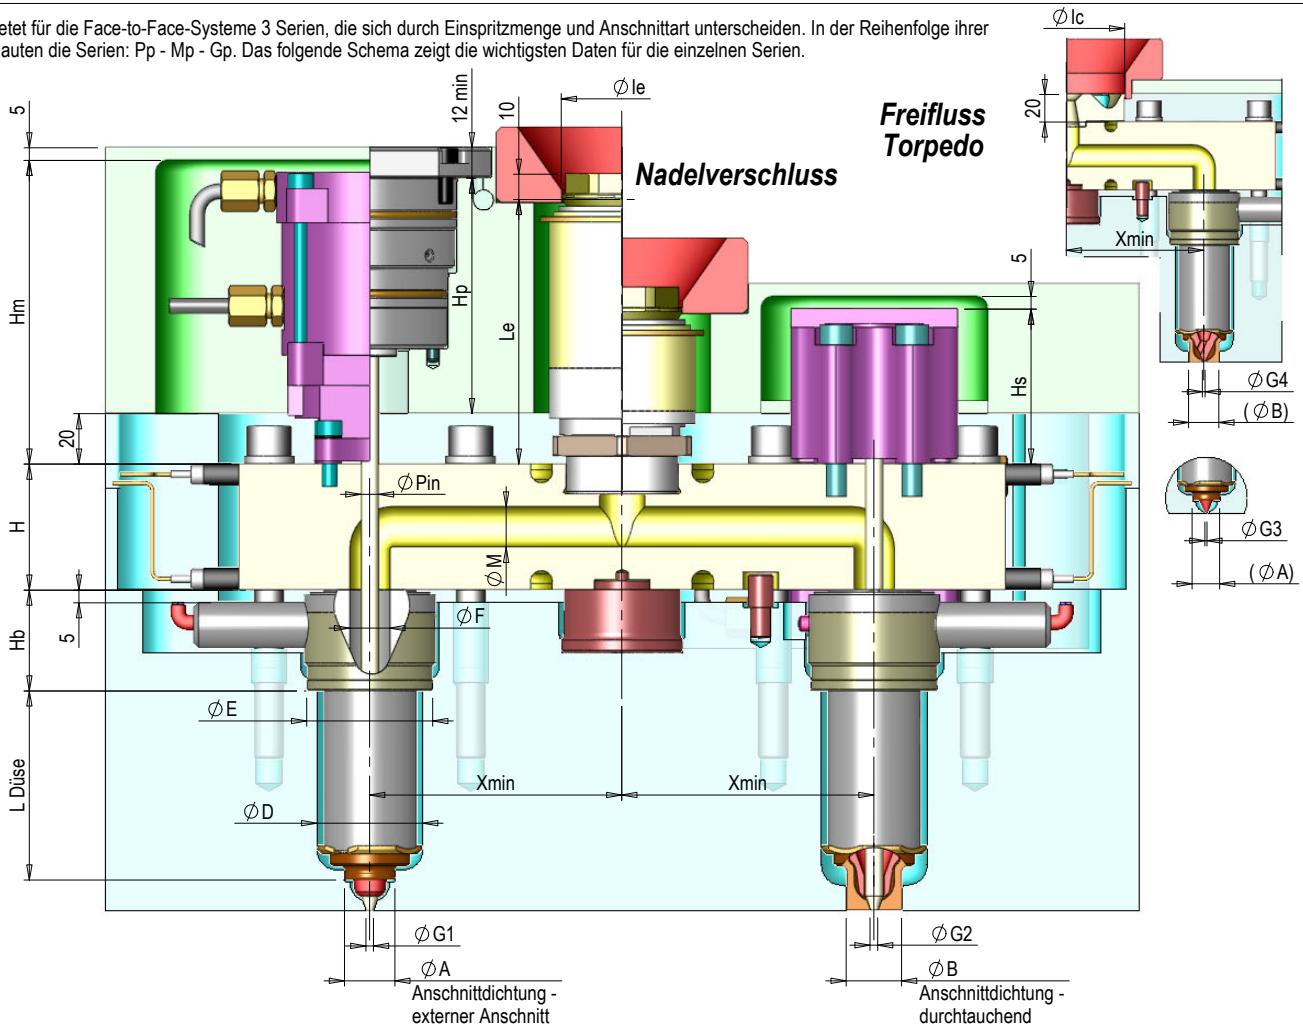 für die Face-to-Face-Systeme 3 Serien, die sich durch Einspritzmenge und Anschnittart unterscheiden. In der Reihenfolge ihrer
die Serien: Pp - Mp - Gp. Das folgende Schema zeigt die wichtigsten Daten für die einzelnen Serien.
Ø Ic
5
12 min
10
Ø Ie
Freifluss
Torpedo
20
Nadelverschluss
Xmin
Hm
Hp
Le
5
Hs
Ø G4
( Ø B)
20
Ø Pin
H
Ø M
Ø G3
( Ø A)
Hb
5
Ø F
Ø E
L Düse
Xmin
Xmin
Ø D
Ø G1
Ø G2
Ø A
Ø B
Anschnittdichtung -
externer Anschnitt
Anschnittdichtung -
durchtauchend